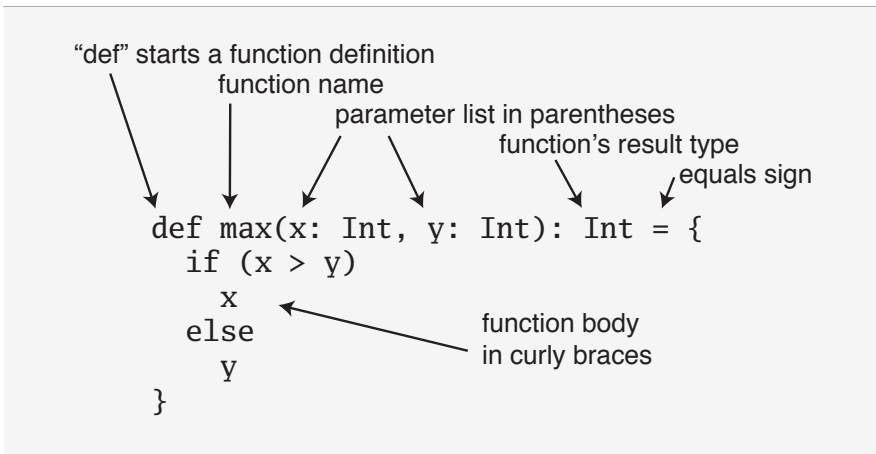 “def” starts a function definition
function name
parameter list in parentheses
function’s result type
equals sign
def max(x: Int, y: Int): Int = {
if (x > y)
x
else
y
}
function body
in curly braces